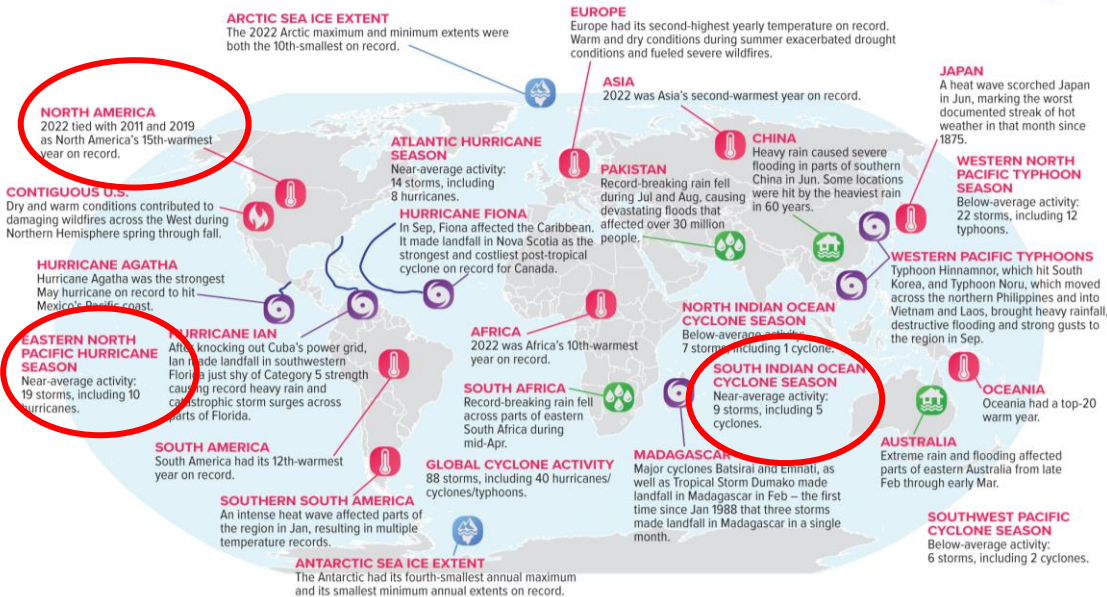 ARCTIC SEA ICE EXTENT
The 2022 Arctic maximum and minimum extents were
both the 10th-smallest on record.
EUROPE
Europe had its second-highest yearly temperature on record.
Warm and dry conditions during summer exacerbated drought
conditions and fueled severe wildfires.
ASIA
2022 was Asia's second-warmest year on record.
JAPAN
A heat wave scorched Japan
in Jun, marking the worst
documented streak of hot
weather in that month since
1875.
NORTH AMERICA
2022 tied with 2011 and 2019
as North America's 15th-warmest
year on record.
ATLANTIC HURRICANE
SEASON
Near-average activity:
14 storms, including
8 hurricanes.
CHINA
Heavy rain caused severe
flooding in parts of southern
China in Jun. Some locations
were hit by the heaviest rain
in 60 years.
PAKISTAN
Record-breaking rain fell
during Jul and Aug, causing
devastating floods that
affected over 30 million
people.
WESTERN NORTH
PACIFIC TYPHOON
SEASON
Below-average activity:
22 storms, including 12
typhoons.
CONTIGUOUS U.S.
Dry and warm conditions contributed to
damaging wildfires across the West during
Northern Hemisphere spring through fall.
HURRICANE FIONA
In Sep, Fiona affected the Caribbean.
It made landfall in Nova Scotia as the
strongest and costliest post-tropical
cyclone on record for Canada.
HURRICANE AGATHA
Hurricane Agatha was the strongest
May hurricane on record to hit
Mexico's Pacific coast.
WESTERN PACIFIC TYPHOONS
Typhoon Hinnamnor, which hit South
Korea, and Typhoon Noru, which moved
across the northern Philippines and into
Vietnam and Laos, brought heavy rainfall,
destructive flooding and strong gusts to
the region in Sep.
EASTERN NORTH
PACIFIC HURRICANE
SEASON
Near-average activity:
19 storms, including 10
hurricanes.
HURRICANE IAN
After knocking out Cuba's power grid,
Ian made landfall in southwestern
Florida just shy of Category 5 strength
causing record heavy rain and
catastrophic storm surges across
parts of Florida.
AFRICA
2022 was Africa's 10th-warmest
year on record.
NORTH INDIAN OCEAN
CYCLONE SEASON
Below-average activity:
7 storms, including 1 cyclone.
SOUTH INDIAN OCEAN
CYCLONE SEASON
Near-average activity:
9 storms, including 5
cyclones.
SOUTH AFRICA
Record-breaking rain fell
across parts of eastern
South Africa during
mid-Apr.
OCEANIA
Oceania had a top-20
warm year.
SOUTH AMERICA
South America had its 12th-warmest
year on record.
GLOBAL CYCLONE ACTIVITY
88 storms, including 40 hurricanes/
cyclones/typhoons.
MADAGASCAR
Major cyclones Batsirai and Emnati, as
well as Tropical Storm Dumako made
landfall in Madagascar in Feb – the first
time since Jan 1988 that three storms
made landfall in Madagascar in a single
month.
AUSTRALIA
Extreme rain and flooding affected
parts of eastern Australia from late
Feb through early Mar.
SOUTHERN SOUTH AMERICA
An intense heat wave affected parts of
the region in Jan, resulting in multiple
temperature records.
SOUTHWEST PACIFIC
CYCLONE SEASON
Below-average activity:
6 storms, including 2 cyclones.
ANTARCTIC SEA ICE EXTENT
The Antarctic had its fourth-smallest annual maximum
and its smallest minimum annual extents on record.